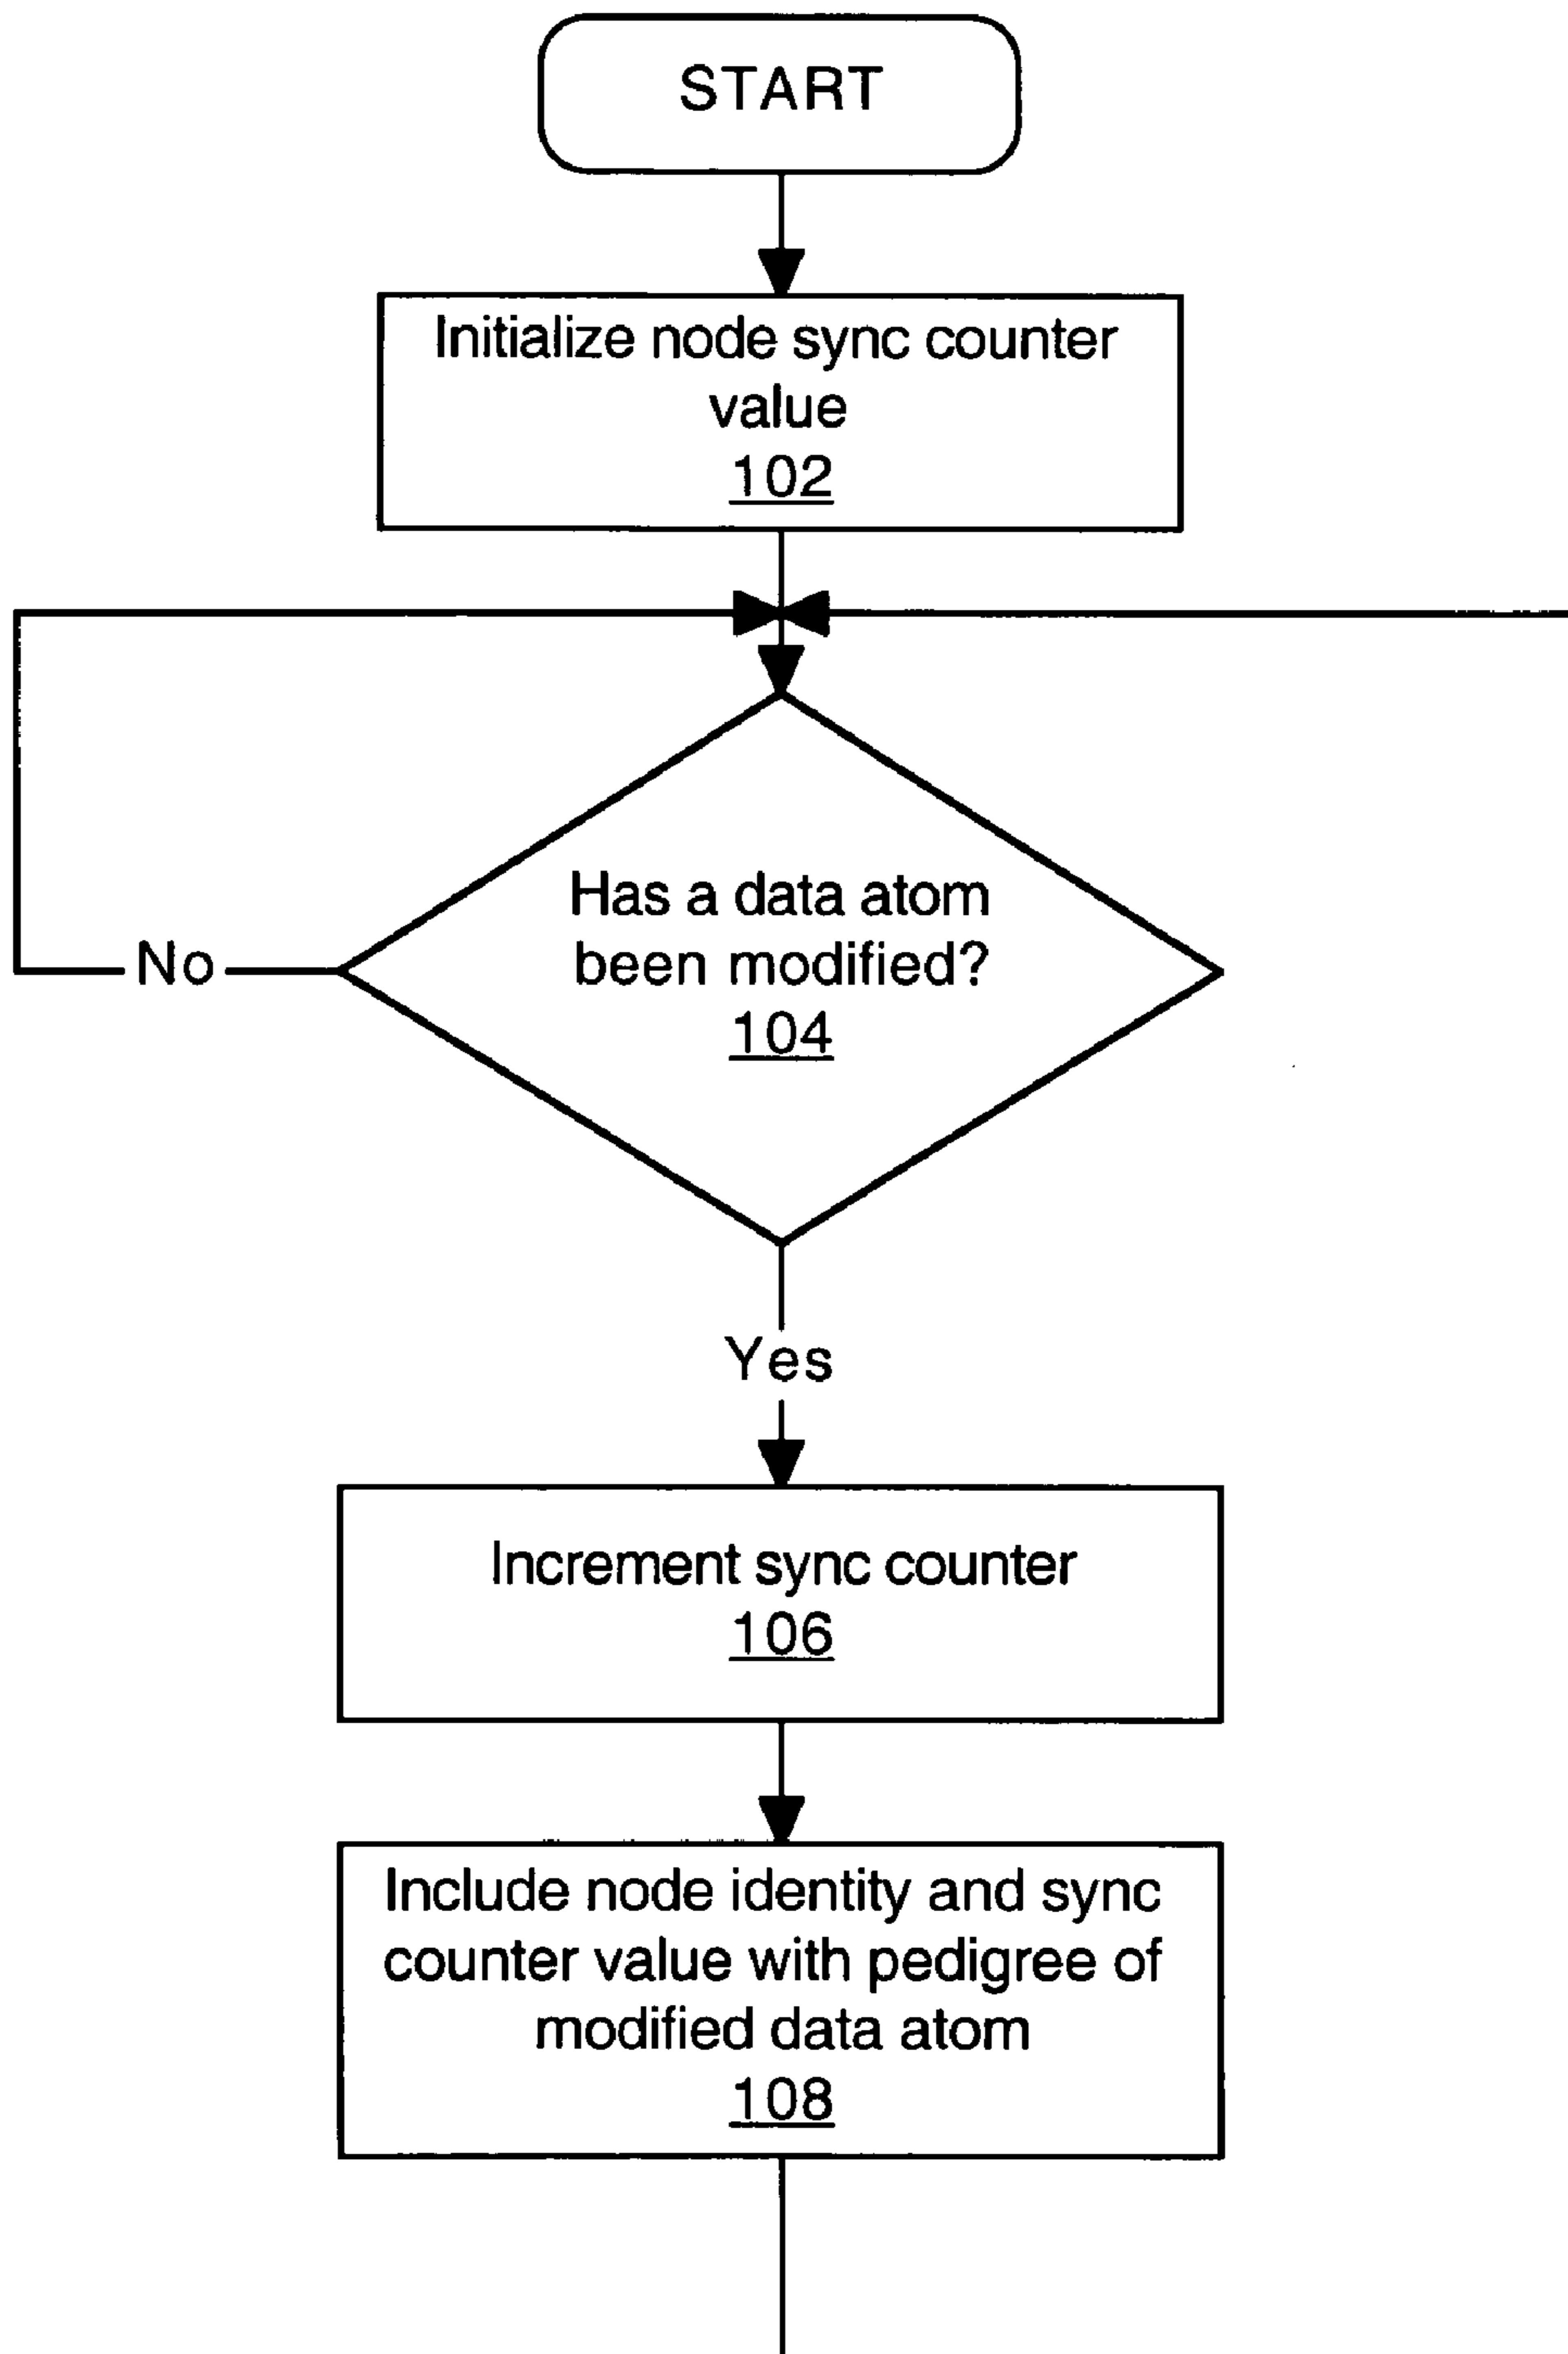 START
Initialize node sync counter
value
102
Has a data atom
been modified?
104
No
Yes
Increment sync counter
106
Include node identity and sync
counter value with pedigree of
modified data atom
108